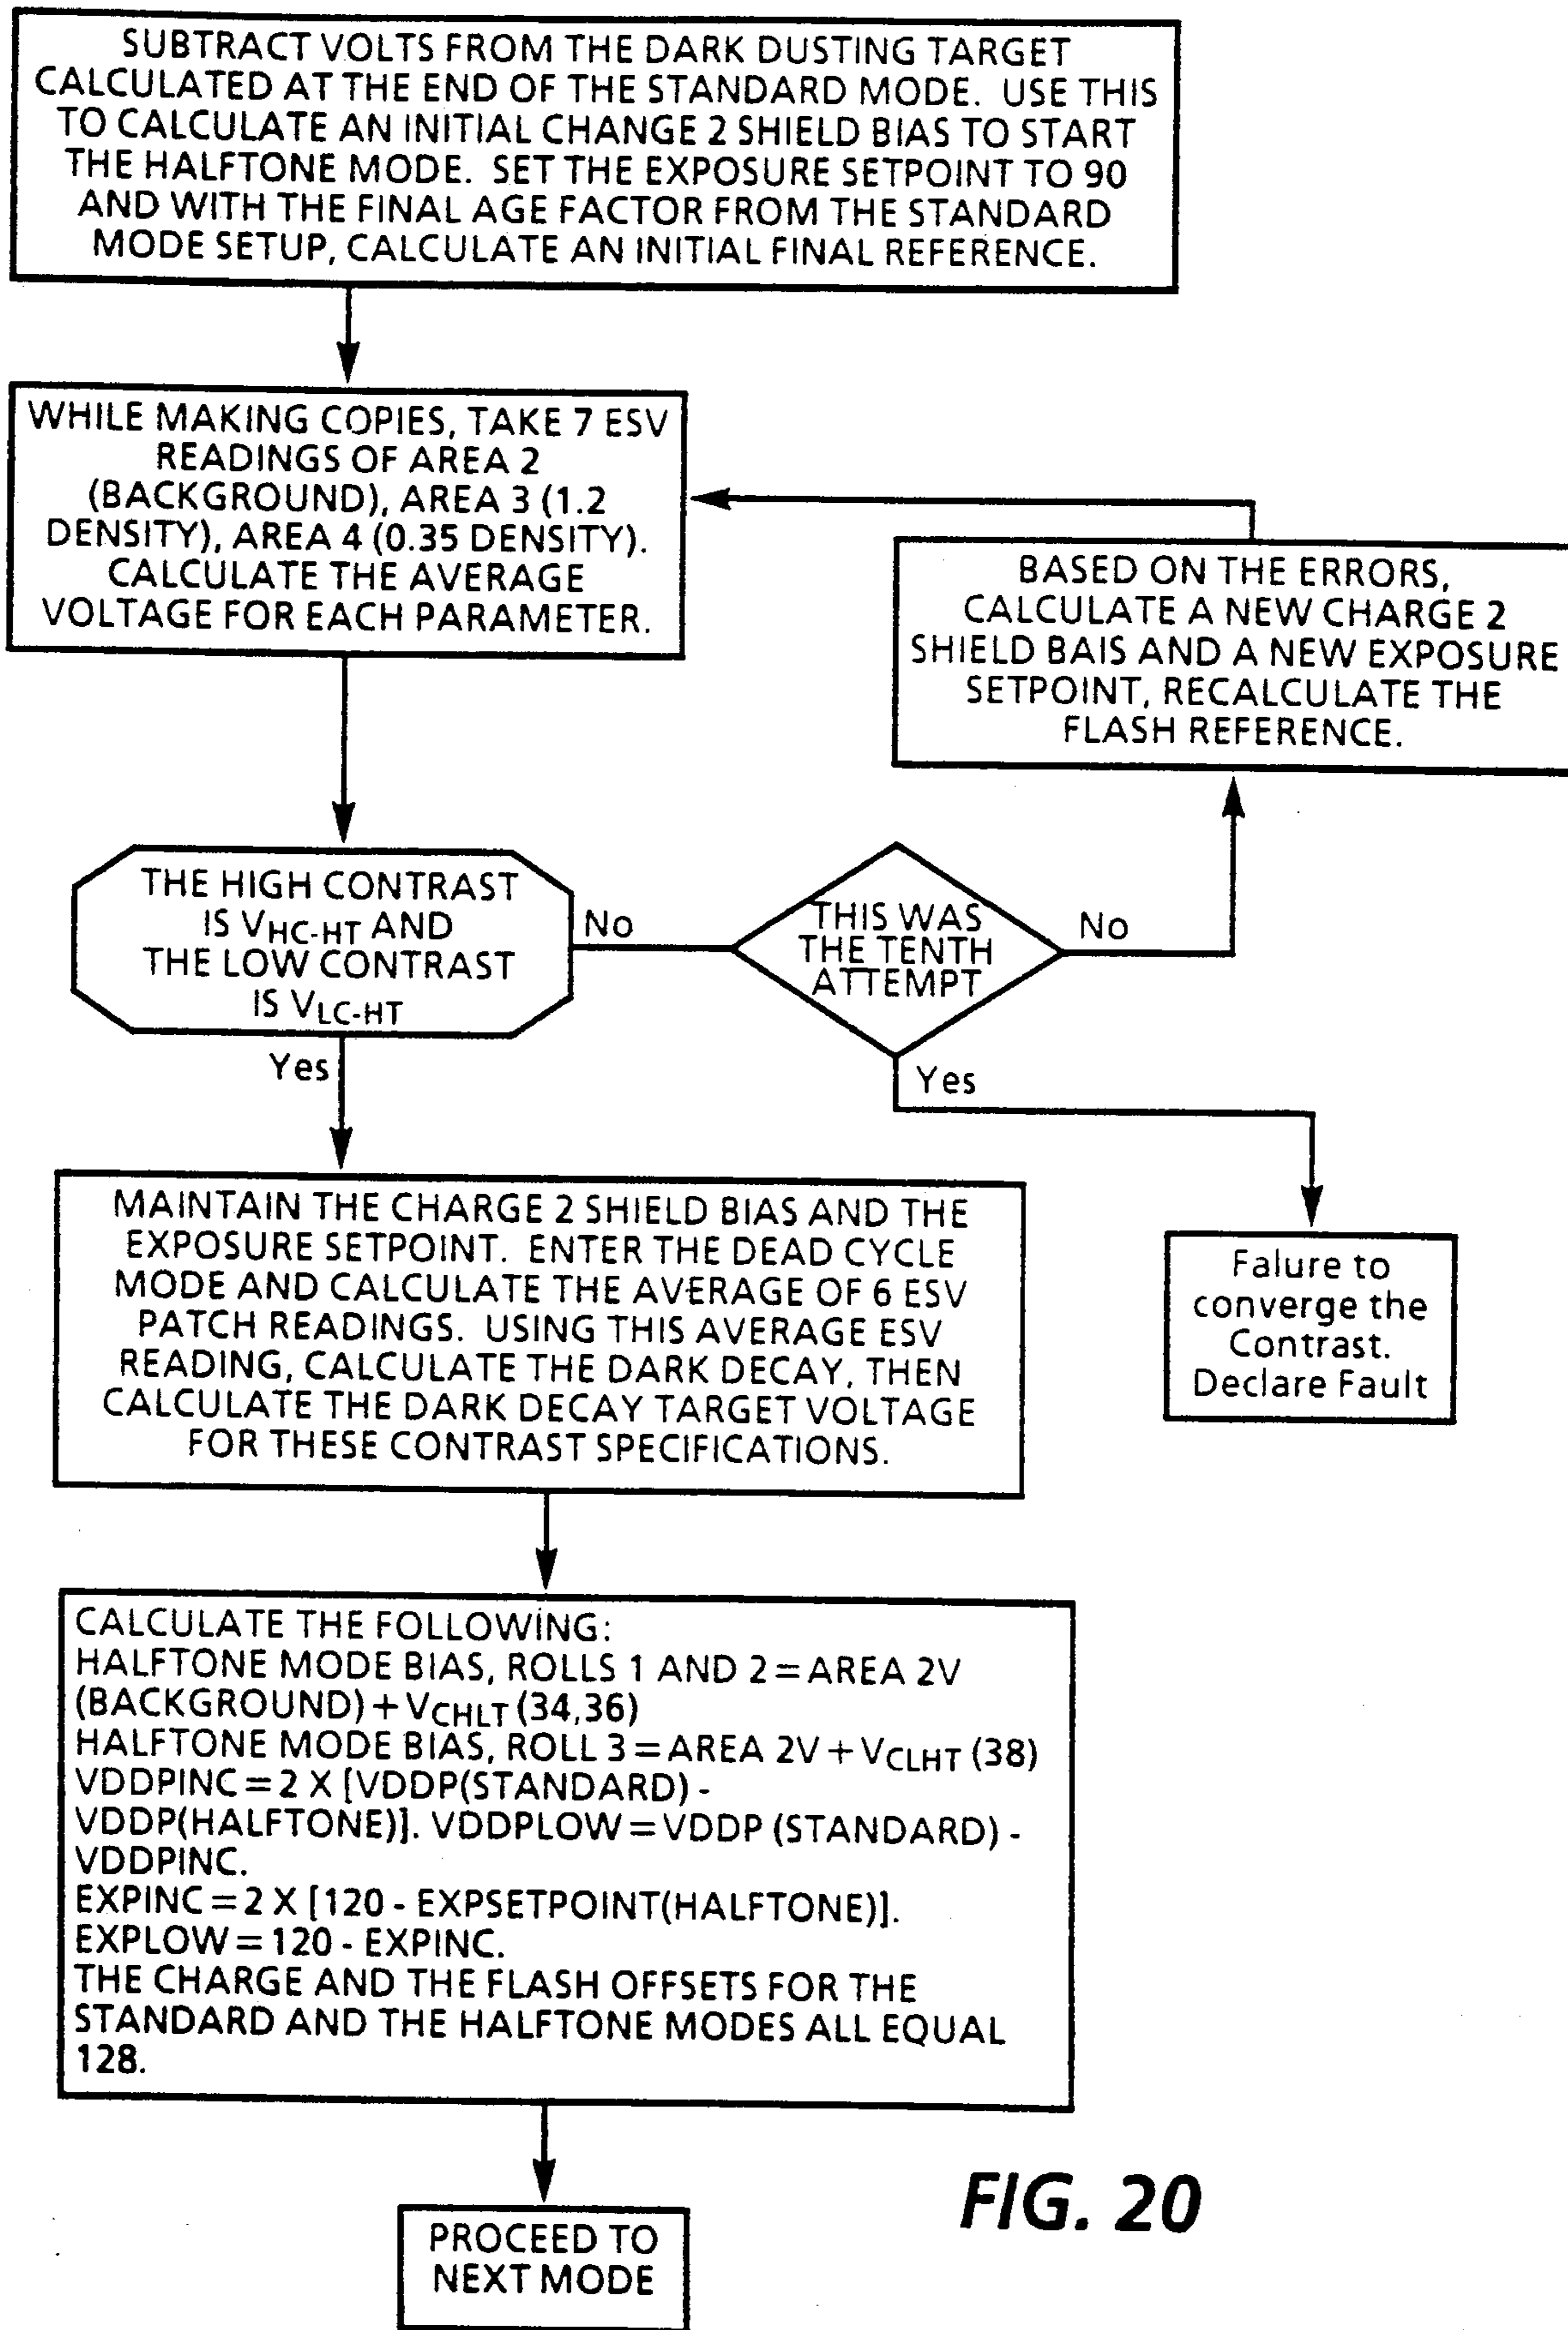 SUBTRACT VOLTS FROM THE DARK DUSTING TARGET
CALCULATED AT THE END OF THE STANDARD MODE. USE THIS
TO CALCULATE AN INITIAL CHANGE 2 SHIELD BIAS TO START
THE HALFTONE MODE. SET THE EXPOSURE SETPOINT TO 90
AND WITH THE FINAL AGE FACTOR FROM THE STANDARD
MODE SETUP, CALCULATE AN INITIAL FINAL REFERENCE.
WHILE MAKING COPIES, TAKE 7 ESV
READINGS OF AREA 2
(BACKGROUND), AREA 3 (1.2
DENSITY), AREA 4 (0.35 DENSITY).
CALCULATE THE AVERAGE
VOLTAGE FOR EACH PARAMETER.
BASED ON THE ERRORS,
CALCULATE A NEW CHARGE 2
SHIELD BAIS AND A NEW EXPOSURE
SETPOINT, RECALCULATE THE
FLASH REFERENCE.
THE HIGH CONTRAST
IS VHC-HT AND
THE LOW CONTRAST
IS VLC-HT
No
THIS WAS
THE TENTH
ATTEMPT
No
Yes
Yes
MAINTAIN THE CHARGE 2 SHIELD BIAS AND THE
EXPOSURE SETPOINT. ENTER THE DEAD CYCLE
MODE AND CALCULATE THE AVERAGE OF 6 ESV
PATCH READINGS. USING THIS AVERAGE ESV
READING, CALCULATE THE DARK DECAY, THEN
CALCULATE THE DARK DECAY TARGET VOLTAGE
FOR THESE CONTRAST SPECIFICATIONS.
Falure to
converge the
Contrast.
Declare Fault
CALCULATE THE FOLLOWING:
HALFTONE MODE BIAS, ROLLS 1 AND 2 = AREA 2V
(BACKGROUND) + VCHLT (34,36)
HALFTONE MODE BIAS, ROLL 3 = AREA 2V + VCLHT (38)
VDDPINC = 2 X [VDDP(STANDARD) -
VDDP(HALFTONE)]. VDDPLOW = VDDP (STANDARD) -
VDDPINC.
EXPINC = 2 X [120 - EXPSETPOINT(HALFTONE)].
EXPLOW = 120 - EXPINC.
THE CHARGE AND THE FLASH OFFSETS FOR THE
STANDARD AND THE HALFTONE MODES ALL EQUAL
128.
PROCEED TO
NEXT MODE
FIG. 20